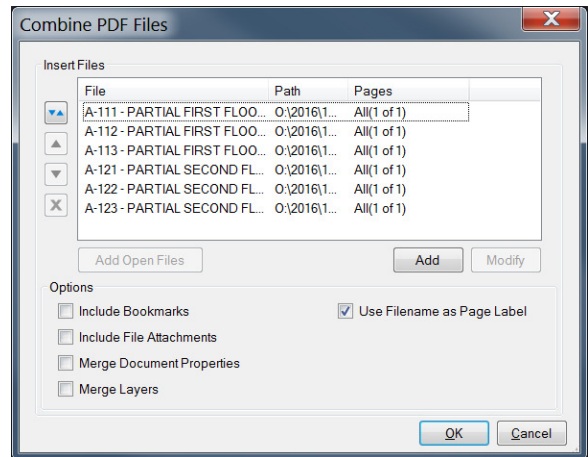 Combine PDF Files
Insert Files
File Path Pages
A-111 - PARTIAL FIRST FLOO... O:\2016\1... All(1 of 1)
A-112 - PARTIAL FIRST FLOO... O:\2016\1... All(1 of 1)
A-113 - PARTIAL FIRST FLOO... O:\2016\1... All(1 of 1)
A-121 - PARTIAL SECOND FL... O:\2016\1... All(1 of 1)
A-122 - PARTIAL SECOND FL... O:\2016\1... All(1 of 1)
A-123 - PARTIAL SECOND FL... O:\2016\1... All(1 of 1)
Add Open Files Add Modify
Options
Include Bookmarks Use Filename as Page Label
Include File Attachments
Merge Document Properties
Merge Layers
OK Cancel